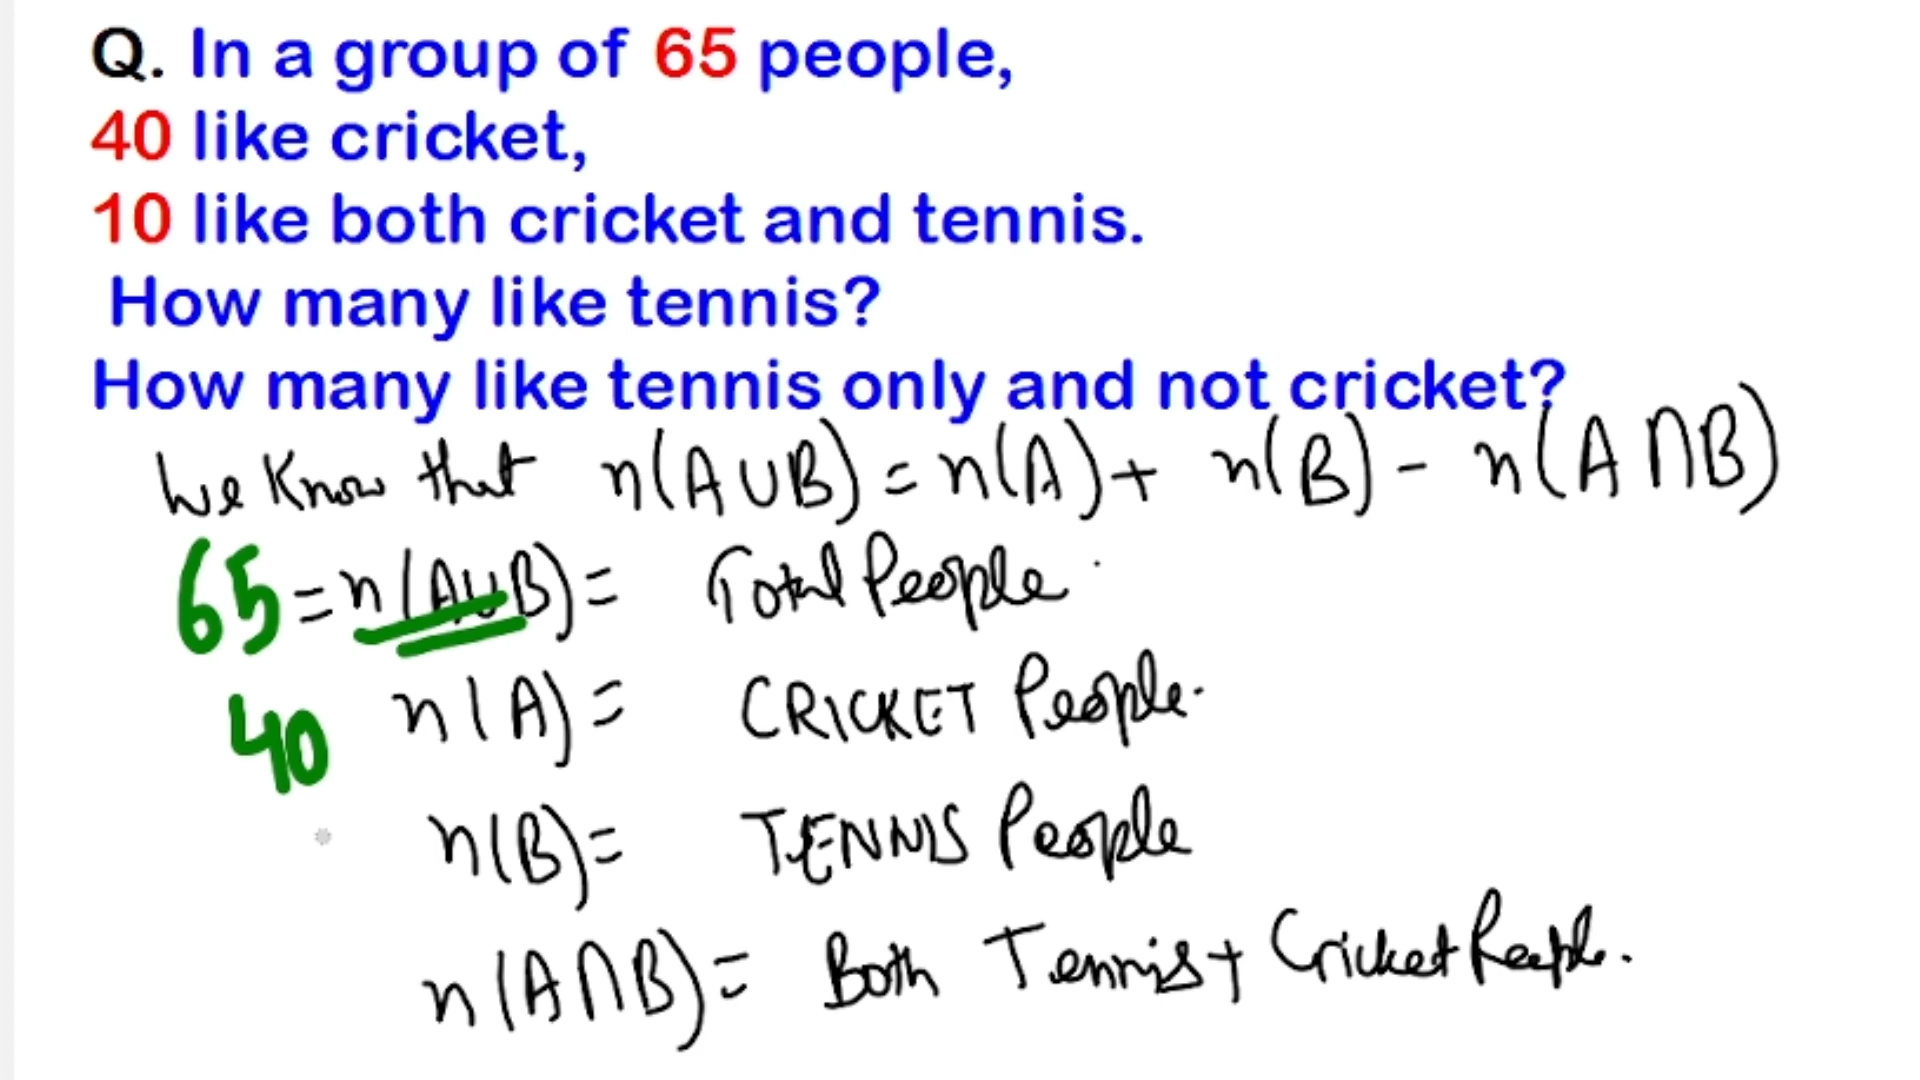 Q. In a group of 65 people,
40 like cricket,
10 like both cricket and tennis.
How many like tennis?
How many like tennis only and not cricket?
We Know that n(A∪B) = n(A) + n(B) - n(A∩B)
65 = n(A∪B) = Total People.
40 n(A) = CRICKET People.
n(B) = TENNIS People
n(A∩B) = Both Tennis + Cricket People.